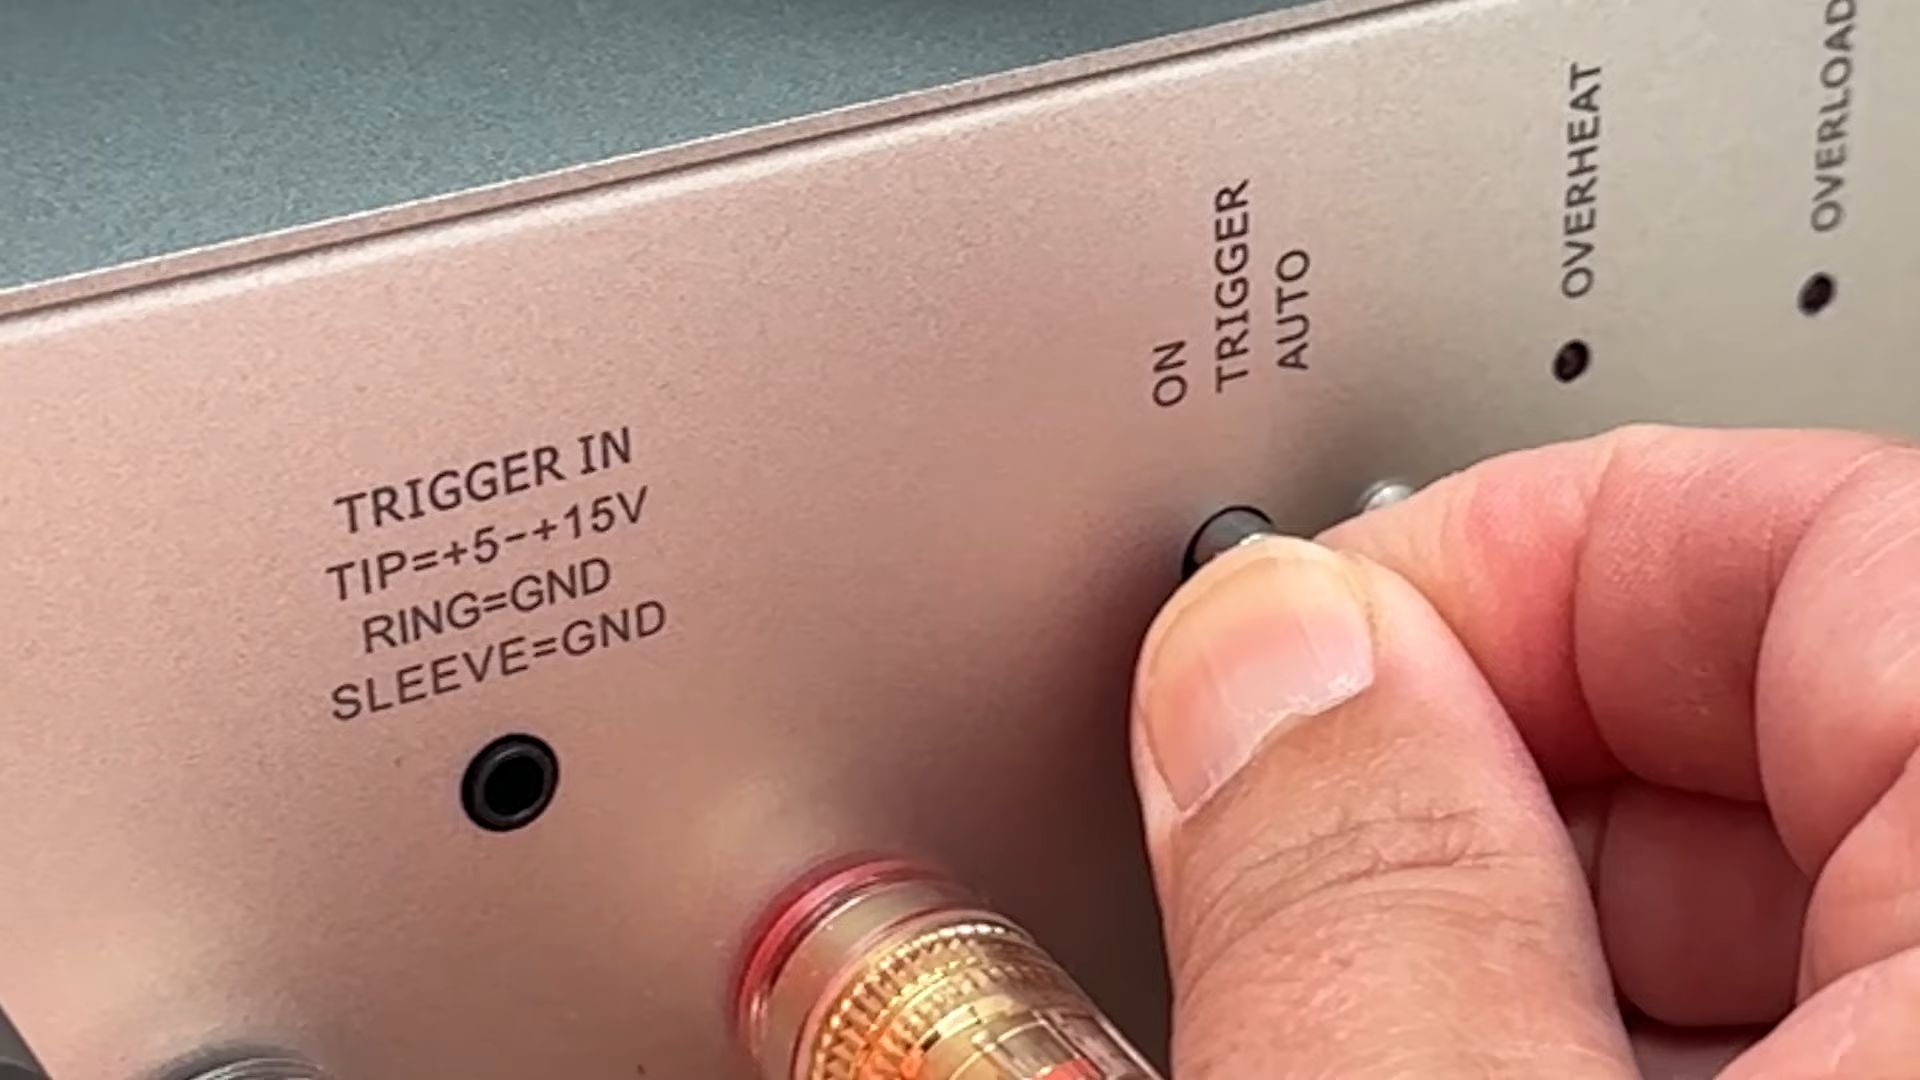 TRIGGER IN
TIP=+5-+15V
RING=GND
SLEEVE=GND
ON
TRIGGER
AUTO
OVERHEAT
OVERLOAD